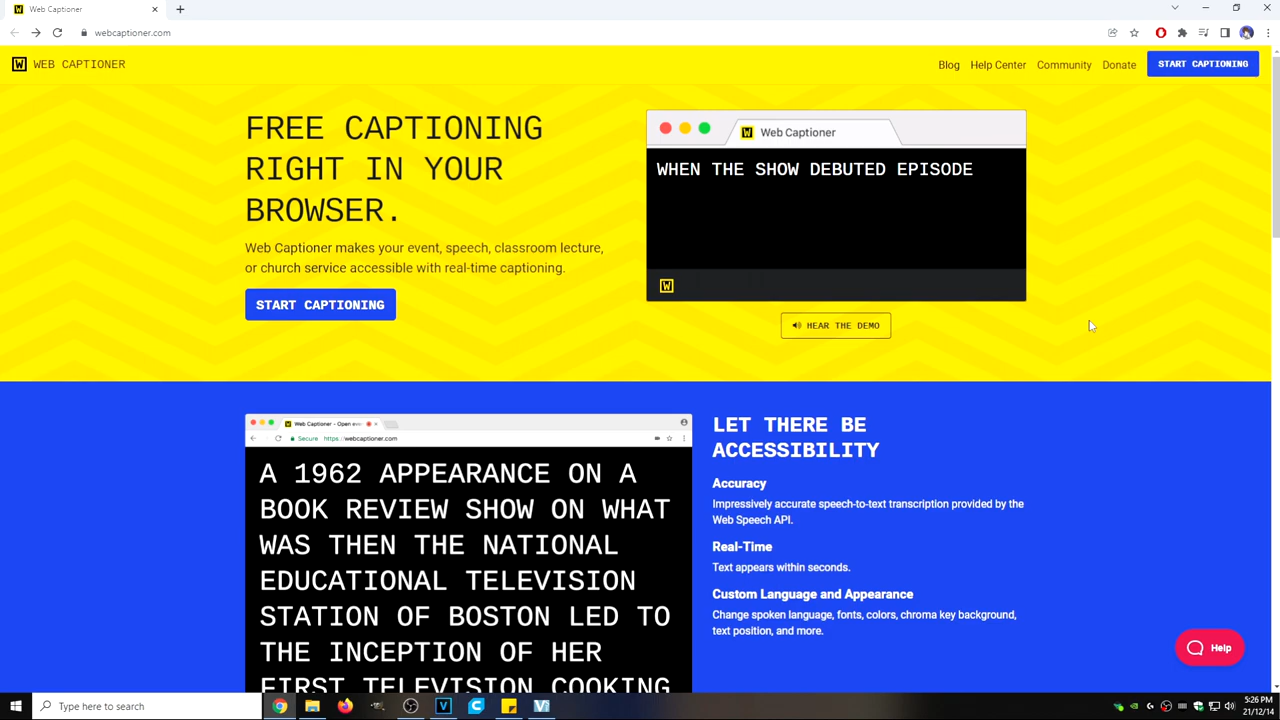 Web Captioner
webcaptioner.com
WEB CAPTIONER
Blog
Help Center
Community
Donate
START CAPTIONING
FREE CAPTIONING
RIGHT IN YOUR
BROWSER.
Web Captioner makes your event, speech, classroom lecture,
or church service accessible with real-time captioning.
START CAPTIONING
Web Captioner
WHEN THE SHOW DEBUTED EPISODE
HEAR THE DEMO
Web Captioner - Open eve
Secure https://webcaptioner.com
A 1962 APPEARANCE ON A
BOOK REVIEW SHOW ON WHAT
WAS THEN THE NATIONAL
EDUCATIONAL TELEVISION
STATION OF BOSTON LED TO
THE INCEPTION OF HER
FIRST TELEVISION COOKING
LET THERE BE
ACCESSIBILITY
Accuracy
Impressively accurate speech-to-text transcription provided by the
Web Speech API.
Real-Time
Text appears within seconds.
Custom Language and Appearance
Change spoken language, fonts, colors, chroma key background,
text position, and more.
Help
Type here to search
5:26 PM
21/12/14